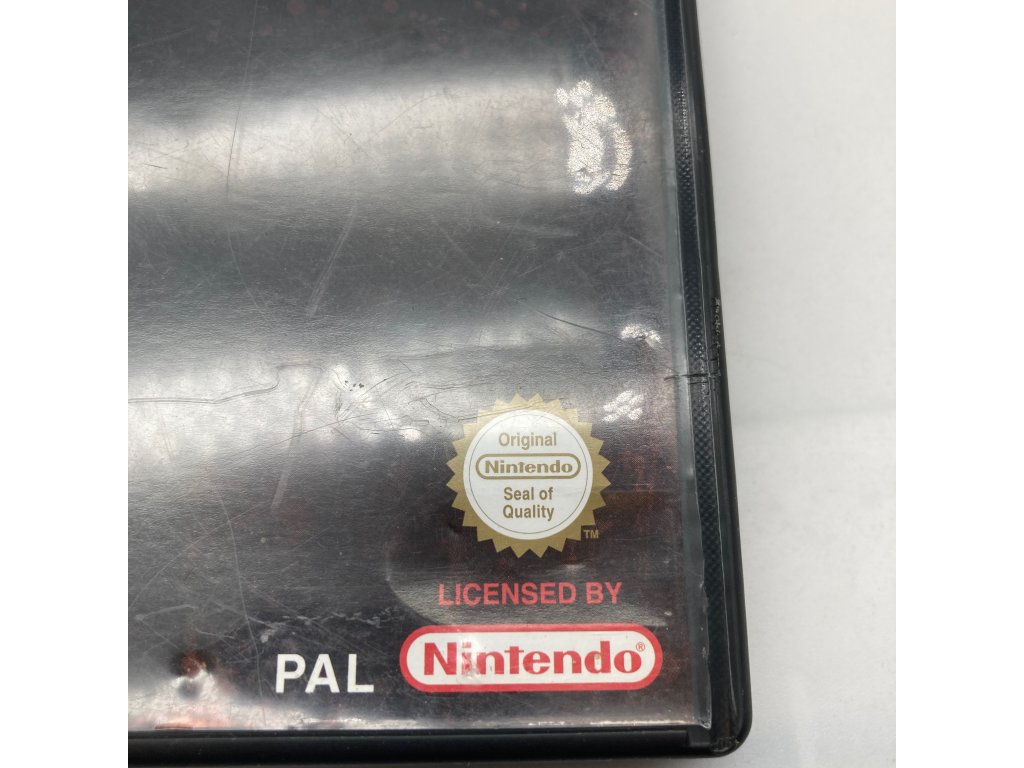 Original
Nintendo
Seal of
Quality
TM
LICENSED BY
PAL
Nintendo®